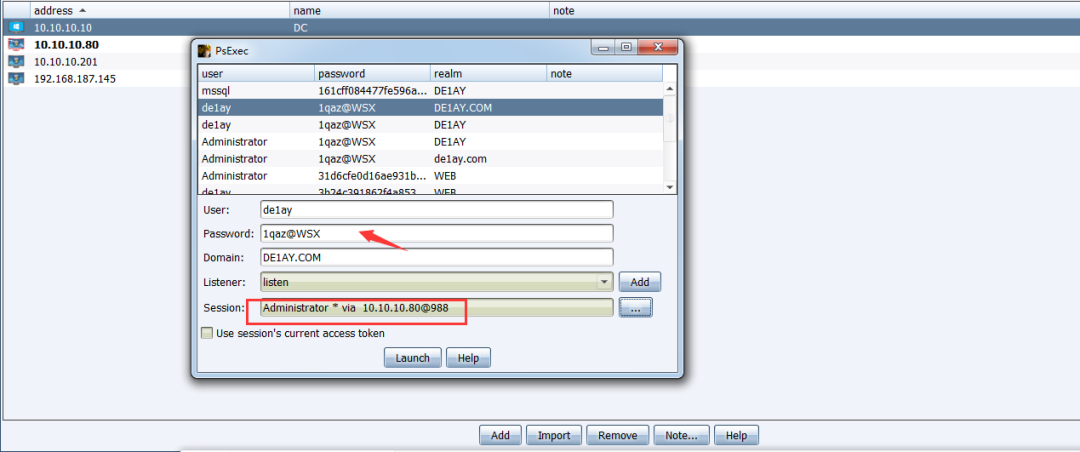 address name note
10.10.10.10 DC
10.10.10.80
10.10.10.201
192.168.187.145
PsExec
user password realm note
mssql 161cff084477fe596a... DE1AY
de1ay 1qaz@WSX DE1AY.COM
de1ay 1qaz@WSX DE1AY
Administrator 1qaz@WSX DE1AY
Administrator 1qaz@WSX de1ay.com
Administrator 31d6cfe0d16ae931b... WEB
de1ay 3b24c391862f4a853... WEB
User: de1ay
Password: 1qaz@WSX
Domain: DE1AY.COM
Listener: listen Add
Session: Administrator * via 10.10.10.80@988 ...
Use session's current access token
Launch Help
Add Import Remove Note... Help